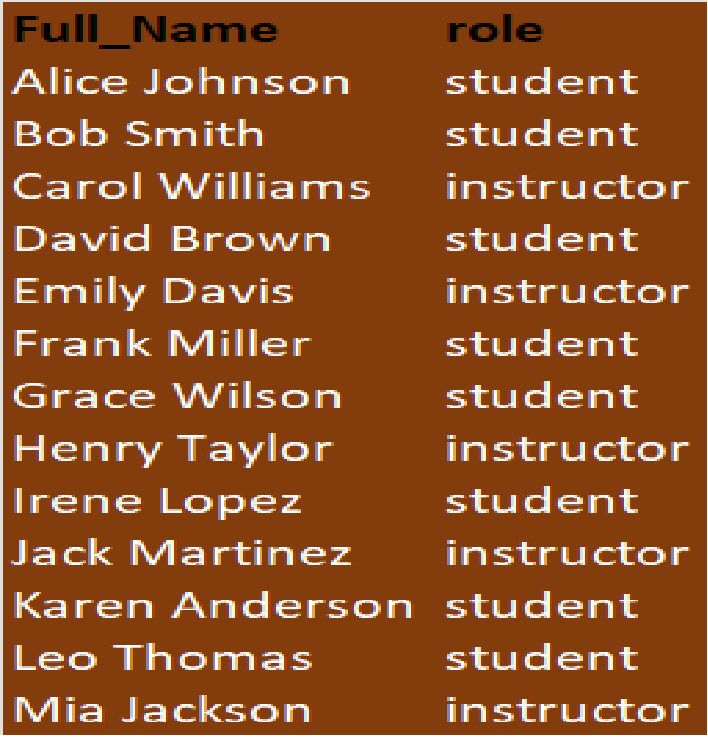 Full_Name role
Alice Johnson student
Bob Smith student
Carol Williams instructor
David Brown student
Emily Davis instructor
Frank Miller student
Grace Wilson student
Henry Taylor instructor
Irene Lopez student
Jack Martinez instructor
Karen Anderson student
Leo Thomas student
Mia Jackson instructor